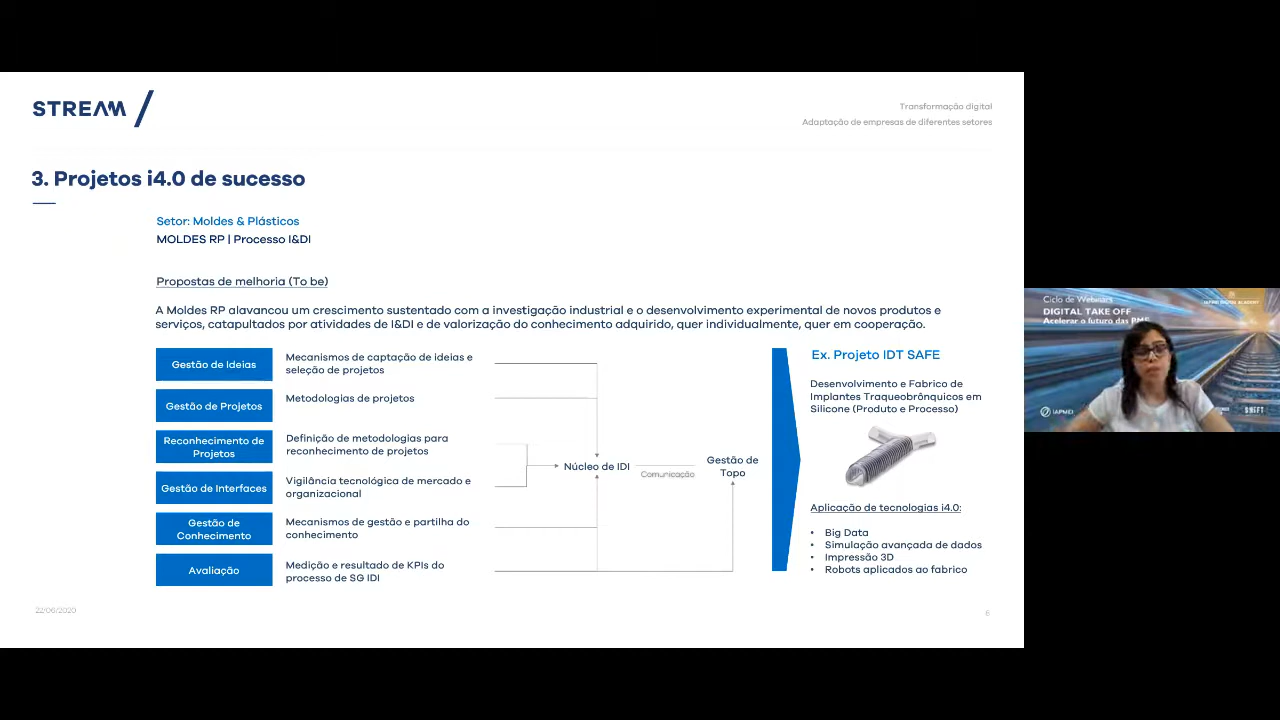 STREAM
Transformação digital
Adaptação de empresas de diferentes setores
3. Projetos i4.0 de sucesso
Setor: Moldes & Plásticos
MOLDES RP | Processo I&DI
Propostas de melhoria (To be)
A Moldes RP alavancou um crescimento sustentado com a investigação industrial e o desenvolvimento experimental de novos produtos e
serviços, catapultados por atividades de I&DI e de valorização do conhecimento adquirido, quer individualmente, quer em cooperação.
Gestão de Ideias
Mecanismos de captação de ideias e
seleção de projetos
Gestão de Projetos
Metodologias de projetos
Reconhecimento de
Projetos
Definição de metodologias para
reconhecimento de projetos
Gestão de Interfaces
Vigilância tecnológica de mercado e
organizacional
Gestão de
Conhecimento
Mecanismos de gestão e partilha do
conhecimento
Avaliação
Medição e resultado de KPIs do
processo de SG IDI
Núcleo de IDI
Comunicação
Gestão de
Topo
Ex. Projeto IDT SAFE
Desenvolvimento e Fabrico de
Implantes Traqueobrônquicos em
Silicone (Produto e Processo)
Aplicação de tecnologias i4.0:
• Big Data
• Simulação avançada de dados
• Impressão 3D
• Robots aplicados ao fabrico
22/06/2020
6
Ciclo de Webinars
DIGITAL TAKE OFF
Acelerar o futuro das PME
IAPMEI